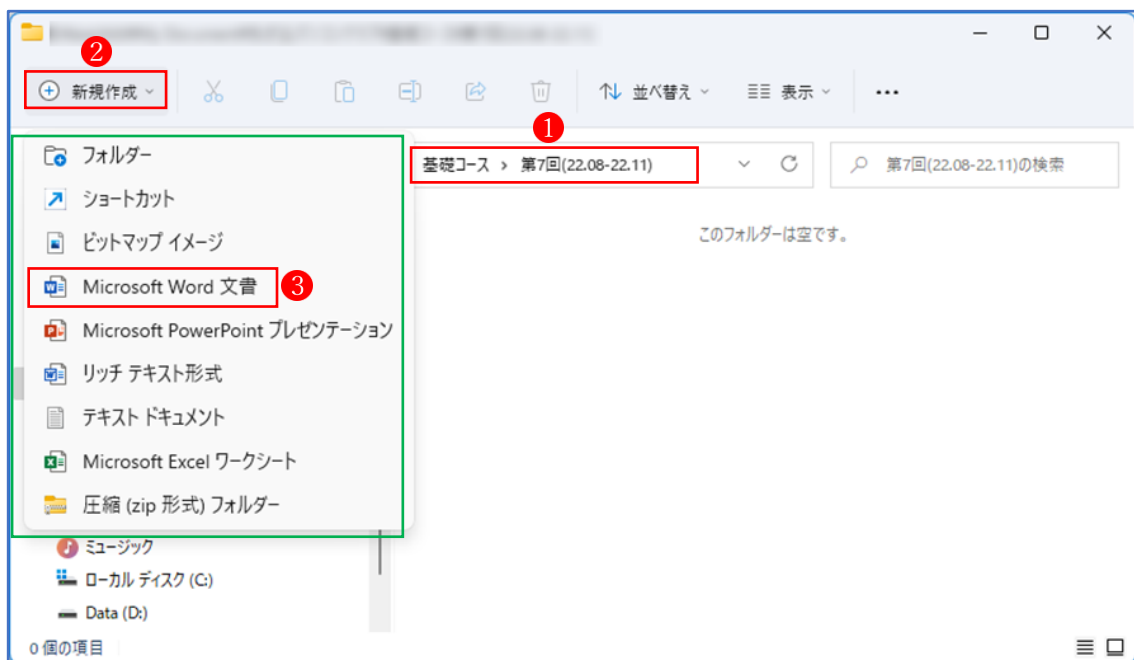 2
新規作成
並べ替え
表示
1
基礎コース › 第7回(22.08-22.11)
第7回(22.08-22.11)の検索
フォルダー
ショートカット
ビットマップ イメージ
Microsoft Word 文書 3
Microsoft PowerPoint プレゼンテーション
リッチ テキスト形式
テキスト ドキュメント
Microsoft Excel ワークシート
圧縮 (zip 形式) フォルダー
このフォルダーは空です。
ミュージック
ローカル ディスク (C:)
Data (D:)
0 個の項目